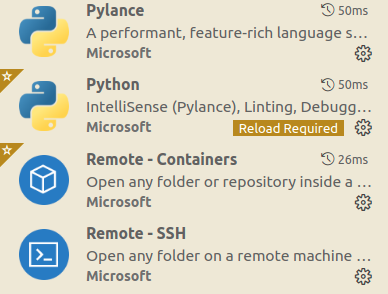 Pylance 50ms
A performant, feature-rich language s...
Microsoft
Python 50ms
IntelliSense (Pylance), Linting, Debugg...
Microsoft Reload Required
Remote - Containers 26ms
Open any folder or repository inside a ...
Microsoft
Remote - SSH
Open any folder on a remote machine ...
Microsoft